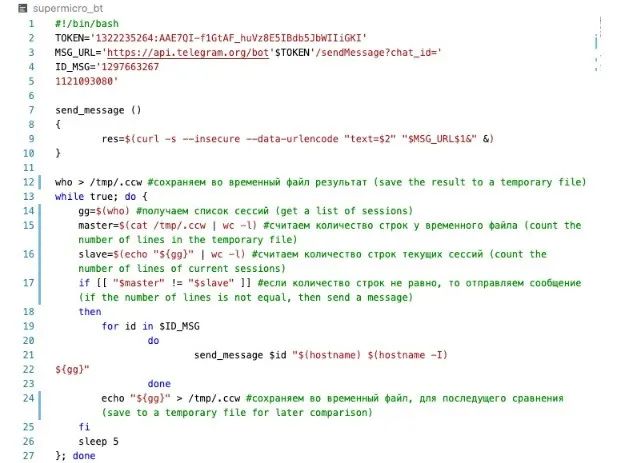 supermicro_bt
1 #!/bin/bash
2 TOKEN='1322235264:AAE7QI-f1GtAF_huVz8E5IBdb5JbWIIiGKI'
3 MSG_URL='https://api.telegram.org/bot'$TOKEN'/sendMessage?chat_id='
4 ID_MSG='1297663267
5 1121093080'
6
7 send_message ()
8 {
9 res=$(curl -s --insecure --data-urlencode "text=$2" "$MSG_URL$1&" &)
10 }
11
12 who > /tmp/.ccw #сохраняем во временный файл результат (save the result to a temporary file)
13 while true; do {
14 gg=$(who) #получаем список сессий (get a list of sessions)
15 master=$(cat /tmp/.ccw | wc -l) #считаем количество строк у временного файла (count the
number of lines in the temporary file)
16 slave=$(echo "${gg}" | wc -l) #считаем количество строк текущих сессий (count the
number of lines of current sessions)
17 if [[ "$master" != "$slave" ]] #если количество строк не равно, то отправляем сообщение
(if the number of lines is not equal, then send a message)
18 then
19 for id in $ID_MSG
20 do
21 send_message $id "$(hostname) $(hostname -I)
22 ${gg}"
23 done
24 echo "${gg}" > /tmp/.ccw #сохраняем во временный файл, для последущего сравнения
(save to a temporary file for later comparison)
25 fi
26 sleep 5
27 }; done